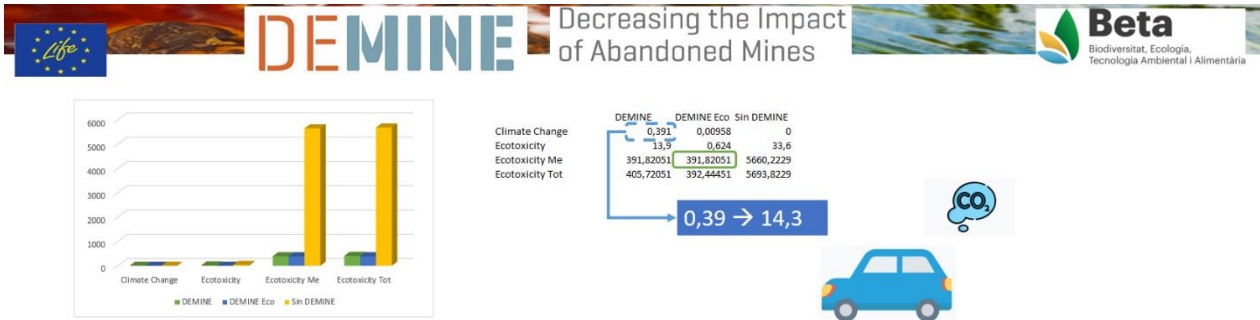 life
DEMINE
Decreasing the Impact
of Abandoned Mines
Beta
Biodiversitat, Ecologia,
Tecnologia Ambiental i Alimentària
6000
5000
4000
3000
2000
1000
0
Climate Change Ecotoxicity Ecotoxicity Me Ecotoxicity Tot
DEMINE DEMINE Eco Sin DEMINE
DEMINE DEMINE Eco Sin DEMINE
Climate Change 0,391 0,00958 0
Ecotoxicity 13,9 0,624 33,6
Ecotoxicity Me 391,82051 391,82051 5660,2229
Ecotoxicity Tot 405,72051 392,44451 5693,8229
0,39 → 14,3
CO₂